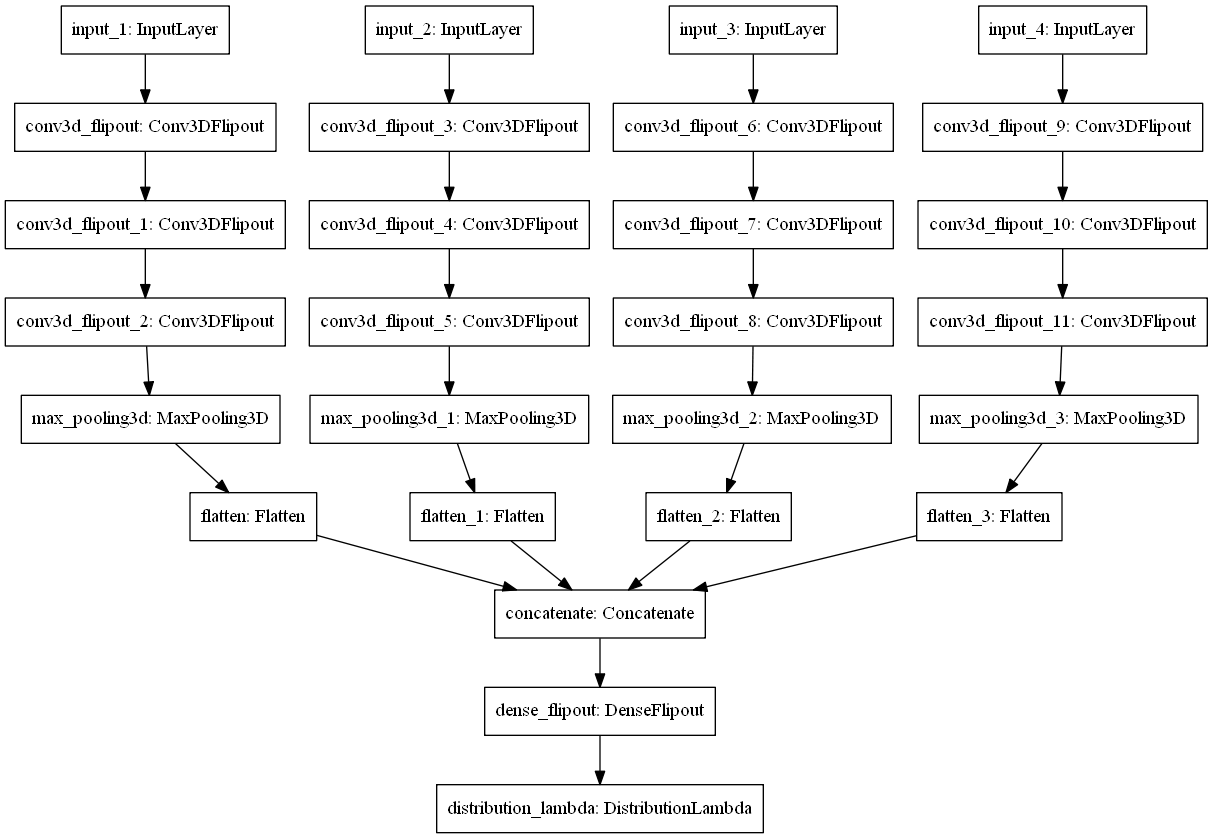 input_1: InputLayer
input_2: InputLayer
input_3: InputLayer
input_4: InputLayer
conv3d_flipout: Conv3DFlipout
conv3d_flipout_3: Conv3DFlipout
conv3d_flipout_6: Conv3DFlipout
conv3d_flipout_9: Conv3DFlipout
conv3d_flipout_1: Conv3DFlipout
conv3d_flipout_4: Conv3DFlipout
conv3d_flipout_7: Conv3DFlipout
conv3d_flipout_10: Conv3DFlipout
conv3d_flipout_2: Conv3DFlipout
conv3d_flipout_5: Conv3DFlipout
conv3d_flipout_8: Conv3DFlipout
conv3d_flipout_11: Conv3DFlipout
max_pooling3d: MaxPooling3D
max_pooling3d_1: MaxPooling3D
max_pooling3d_2: MaxPooling3D
max_pooling3d_3: MaxPooling3D
flatten: Flatten
flatten_1: Flatten
flatten_2: Flatten
flatten_3: Flatten
concatenate: Concatenate
dense_flipout: DenseFlipout
distribution_lambda: DistributionLambda